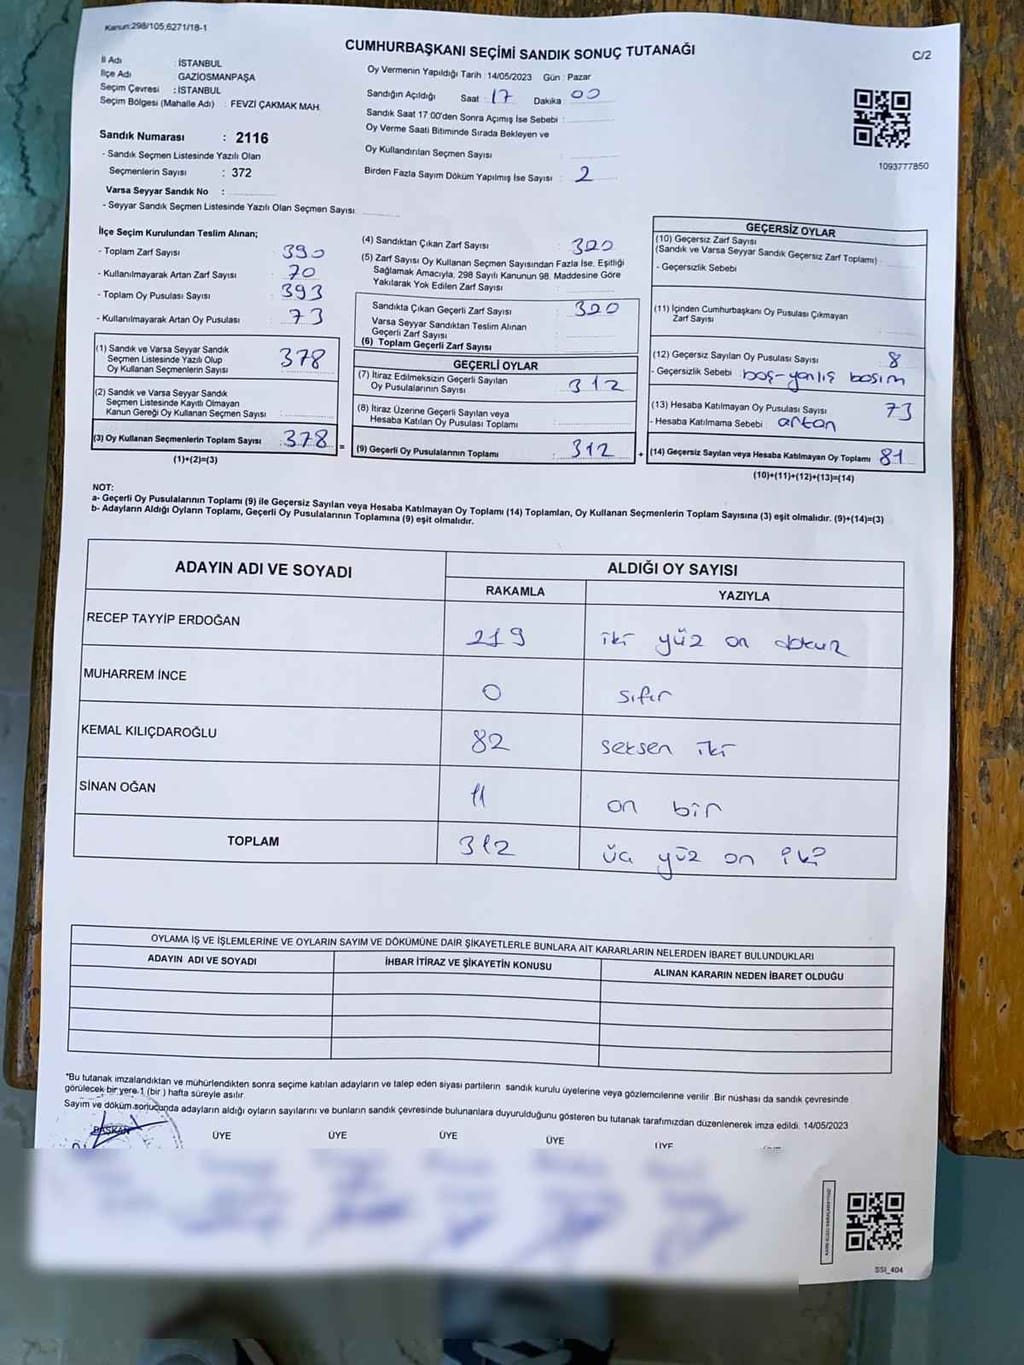 Kanun:298/105,6271/18-1
CUMHURBAŞKANI SEÇİMİ SANDIK SONUÇ TUTANAĞI
C/2
İl Adı : İSTANBUL
İlçe Adı GAZİOSMANPAŞA
Seçim Çevresi : İSTANBUL
Seçim Bölgesi (Mahalle Adı) : FEVZİ ÇAKMAK MAH.
Sandık Numarası : 2116
- Sandık Seçmen Listesinde Yazılı Olan
Seçmenlerin Sayısı : 372
Varsa Seyyar Sandık No :
- Seyyar Sandık Seçmen Listesinde Yazılı Olan Seçmen Sayısı
Oy Vermenin Yapıldığı Tarih :14/05/2023 Gün : Pazar
Sandığın Açıldığı Saat : 17 Dakika : 00
Sandık Saat 17:00'den Sonra Açımış İse Sebebi :
Oy Verme Saati Bitiminde Sırada Bekleyen ve
Oy Kullandırılan Seçmen Sayısı
Birden Fazla Sayım Döküm Yapılmış İse Sayısı : 2
1093777850
İlçe Seçim Kurulundan Teslim Alınan;
- Toplam Zarf Sayısı 390
- Kullanılmayarak Artan Zarf Sayısı : 70
- Toplam Oy Pusulası Sayısı 393
- Kullanılmayarak Artan Oy Pusulası : 73
(1) Sandık ve Varsa Seyyar Sandık
Seçmen Listesinde Yazılı Olup
Oy Kullanan Seçmenlerin Sayısı : 378
(2) Sandık ve Varsa Seyyar Sandık
Seçmen Listesinde Kayıtlı Olmayan
Kanun Gereği Oy Kullanan Seçmen Sayısı :
(3) Oy Kullanan Seçmenlerin Toplam Sayısı : 378 =
(1)+(2)=(3)
(4) Sandıktan Çıkan Zarf Sayısı : 320
(5) Zarf Sayısı Oy Kullanan Seçmen Sayısından Fazla İse, Eşitliği
Sağlamak Amacıyla, 298 Sayılı Kanunun 98. Maddesine Göre
Yakılarak Yok Edilen Zarf Sayısı
Sandıkta Çıkan Geçerli Zarf Sayısı : 320
Varsa Seyyar Sandıktan Teslim Alınan
Geçerli Zarf Sayısı
(6) Toplam Geçerli Zarf Sayısı
GEÇERLİ OYLAR
(7) İtiraz Edilmeksizin Geçerli Sayılan
Oy Pusulalarının Sayısı : 312
(8) İtiraz Üzerine Geçerli Sayılan veya
Hesaba Katılan Oy Pusulası Toplamı :
(9) Geçerli Oy Pusulalarının Toplamı : 312 +
GEÇERSİZ OYLAR
(10) Geçersiz Zarf Sayısı
(Sandık ve Varsa Seyyar Sandık Geçersiz Zarf Toplamı) :
- Geçersizlik Sebebi
(11) İçinden Cumhurbaşkanı Oy Pusulası Çıkmayan
Zarf Sayısı
(12) Geçersiz Sayılan Oy Pusulası Sayısı : 8
- Geçersizlik Sebebi boş-yanlış basım
(13) Hesaba Katılmayan Oy Pusulası Sayısı : 73
- Hesaba Katılmama Sebebi artan
(14) Geçersiz Sayılan veya Hesaba Katılmayan Oy Toplamı : 81
(10)+(11)+(12)+(13)=(14)
NOT:
a- Geçerli Oy Pusulalarının Toplamı (9) ile Geçersiz Sayılan veya Hesaba Katılmayan Oy Toplamı (14) Toplamları, Oy Kullanan Seçmenlerin Toplam Sayısına (3) eşit olmalıdır. (9)+(14)=(3)
b- Adayların Aldığı Oyların Toplamı, Geçerli Oy Pusulalarının Toplamına (9) eşit olmalıdır.
ADAYIN ADI VE SOYADI ALDIĞI OY SAYISI
RAKAMLA YAZIYLA
RECEP TAYYİP ERDOĞAN 219 iki yüz on dokuz
MUHARREM İNCE 0 sıfır
KEMAL KILIÇDAROĞLU 82 seksen iki
SİNAN OĞAN 11 on bir
TOPLAM 312 üç yüz on iki
OYLAMA İŞ VE İŞLEMLERİNE VE OYLARIN SAYIM VE DÖKÜMÜNE DAİR ŞİKAYETLERLE BUNLARA AİT KARARLARIN NELERDEN İBARET BULUNDUKLARI
ADAYIN ADI VE SOYADI İHBAR İTİRAZ VE ŞİKAYETİN KONUSU ALINAN KARARIN NEDEN İBARET OLDUĞU
*Bu tutanak imzalandıktan ve mühürlendikten sonra seçime katılan adayların ve talep eden siyasi partilerin sandık kurulu üyelerine veya gözlemcilerine verilir. Bir nüshası da sandık çevresinde
görülecek bir yere 1 (bir) hafta süreyle asılır.
Sayım ve döküm sonucunda adayların aldığı oyların sayılarını ve bunların sandık çevresinde bulunanlara duyurulduğunu gösteren bu tutanak tarafımızdan düzenlenerek imza edildi. 14/05/2023
BAŞKAN ÜYE ÜYE ÜYE ÜYE ÜYE
SSI_404